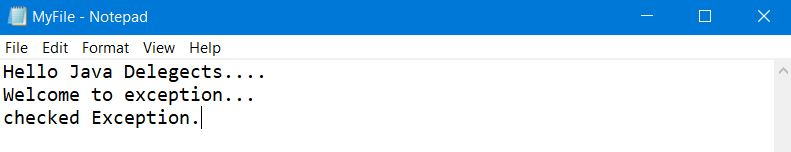 MyFile - Notepad
File Edit Format View Help
Hello Java Delegects....
Welcome to exception...
checked Exception.